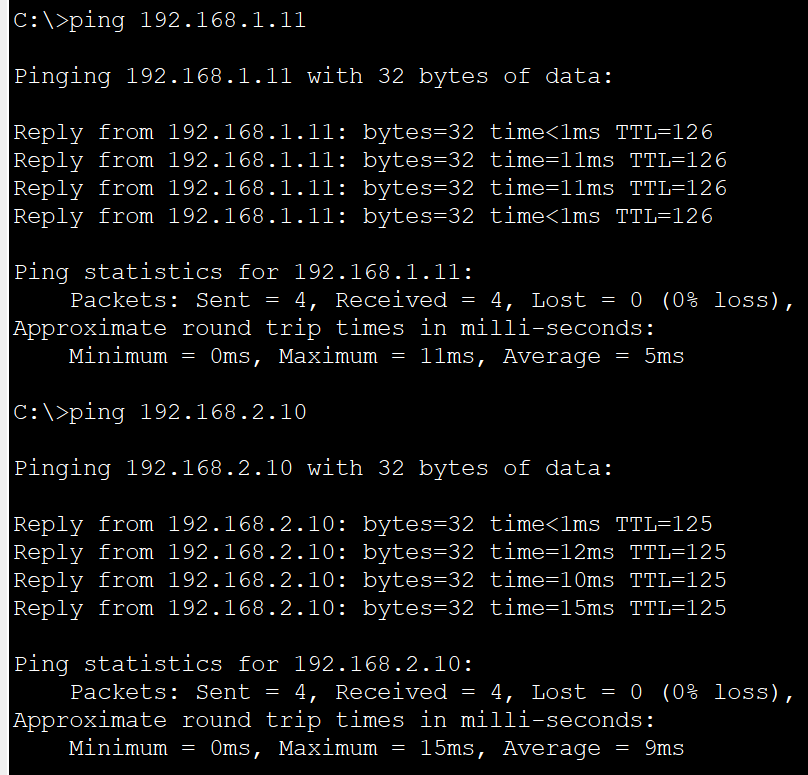 C:\>ping 192.168.1.11
Pinging 192.168.1.11 with 32 bytes of data:
Reply from 192.168.1.11: bytes=32 time<1ms TTL=126
Reply from 192.168.1.11: bytes=32 time=11ms TTL=126
Reply from 192.168.1.11: bytes=32 time=11ms TTL=126
Reply from 192.168.1.11: bytes=32 time<1ms TTL=126
Ping statistics for 192.168.1.11:
    Packets: Sent = 4, Received = 4, Lost = 0 (0% loss),
Approximate round trip times in milli-seconds:
    Minimum = 0ms, Maximum = 11ms, Average = 5ms
C:\>ping 192.168.2.10
Pinging 192.168.2.10 with 32 bytes of data:
Reply from 192.168.2.10: bytes=32 time<1ms TTL=125
Reply from 192.168.2.10: bytes=32 time=12ms TTL=125
Reply from 192.168.2.10: bytes=32 time=10ms TTL=125
Reply from 192.168.2.10: bytes=32 time=15ms TTL=125
Ping statistics for 192.168.2.10:
    Packets: Sent = 4, Received = 4, Lost = 0 (0% loss),
Approximate round trip times in milli-seconds:
    Minimum = 0ms, Maximum = 15ms, Average = 9ms